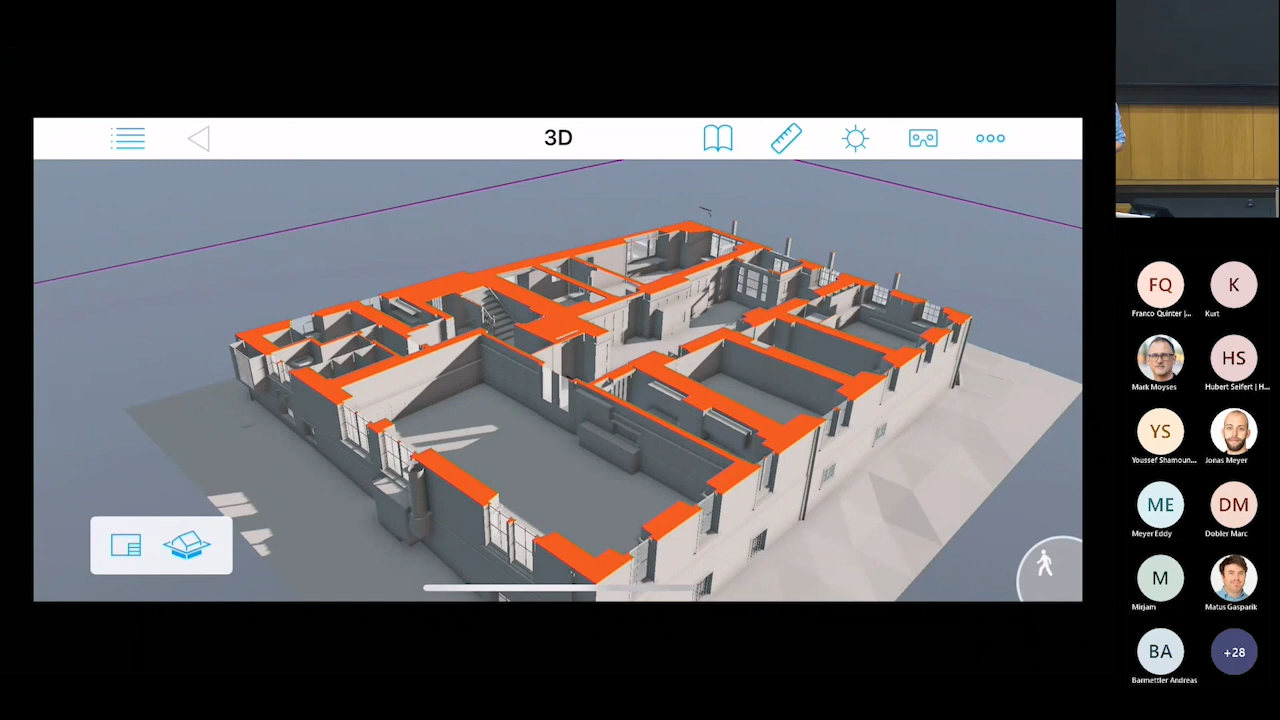 3D
FQ
K
Franco Quinter |...
Kurt
HS
Mark Moyses
Hubert Seifert | H...
YS
Youssef Shamoun...
Jonas Meyer
ME
DM
Meyer Eddy
Dobler Marc
M
Mirjam
Matus Gasparik
BA
+28
Barmettler Andreas